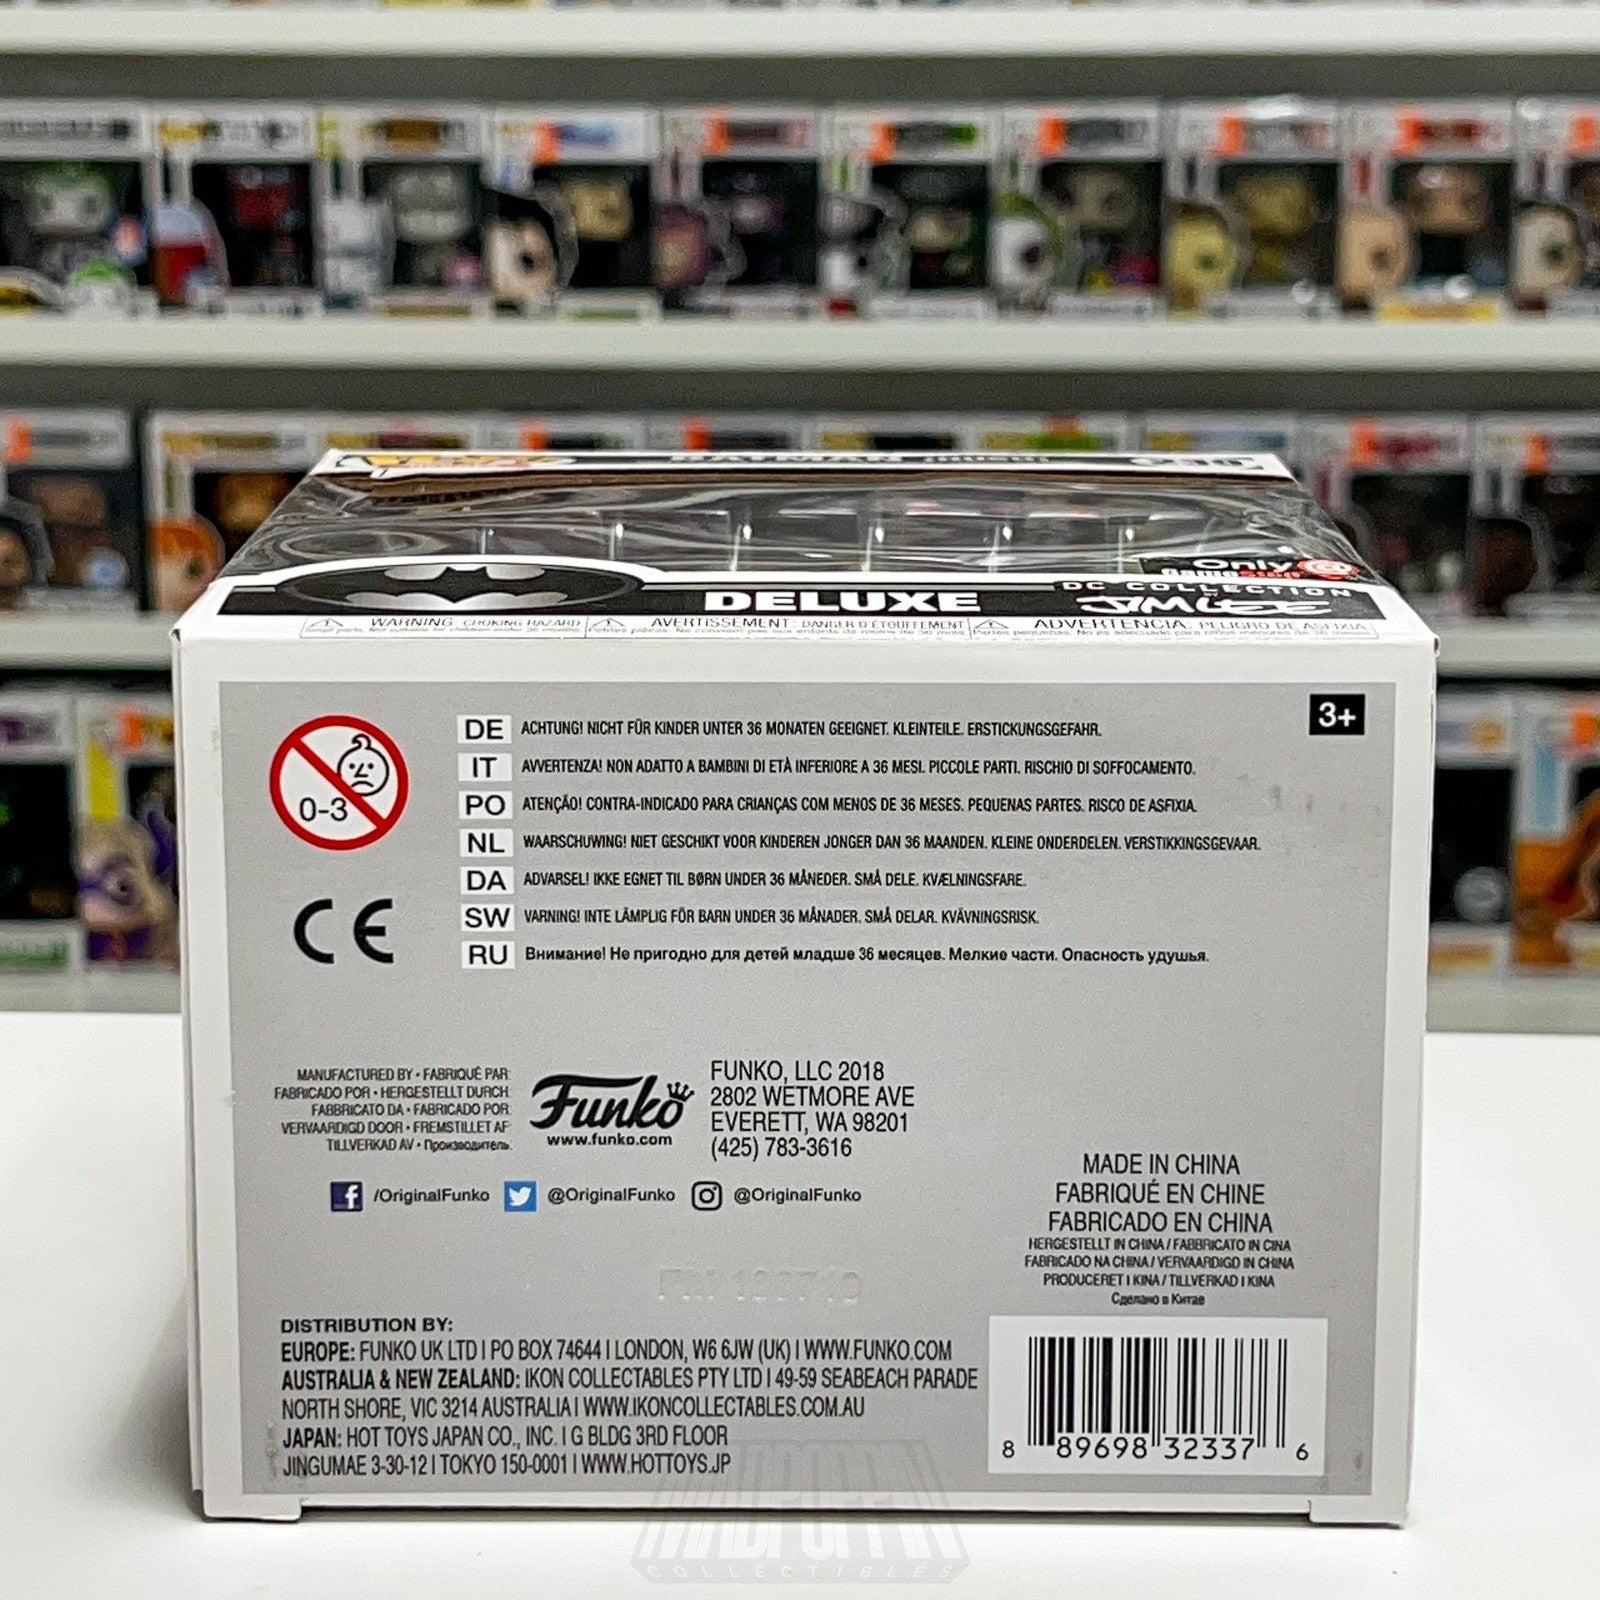 BATMAN (HUSH)
Only @
GameStop
DELUXE
DC COLLECTION
JIM LEE
WARNING: CHOKING HAZARD
AVERTISSEMENT: DANGER D'ÉTOUFFEMENT
ADVERTENCIA: PELIGRO DE ASFIXIA
3+
0-3
CE
DE ACHTUNG! NICHT FÜR KINDER UNTER 36 MONATEN GEEIGNET. KLEINTEILE. ERSTICKUNGSGEFAHR.
IT AVVERTENZA! NON ADATTO A BAMBINI DI ETÀ INFERIORE A 36 MESI. PICCOLE PARTI. RISCHIO DI SOFFOCAMENTO.
PO ATENÇÃO! CONTRA-INDICADO PARA CRIANÇAS COM MENOS DE 36 MESES. PEQUENAS PARTES. RISCO DE ASFIXIA.
NL WAARSCHUWING! NIET GESCHIKT VOOR KINDEREN JONGER DAN 36 MAANDEN. KLEINE ONDERDELEN. VERSTIKKINGSGEVAAR.
DA ADVARSEL! IKKE EGNET TIL BØRN UNDER 36 MÅNEDER. SMÅ DELE. KVÆLNINGSFARE.
SW VARNING! INTE LÄMPLIG FÖR BARN UNDER 36 MÅNADER. SMÅ DELAR. KVÄVNINGSRISK.
RU Внимание! Не пригодно для детей младше 36 месяцев. Мелкие части. Опасность удушья.
MANUFACTURED BY • FABRIQUÉ PAR:
FABRICADO POR • HERGESTELLT DURCH:
FABBRICATO DA • FABRICADO POR:
VERVAARDIGD DOOR • FREMSTILLET AF:
TILLVERKAD AV • Производитель:
Funko
www.funko.com
FUNKO, LLC 2018
2802 WETMORE AVE
EVERETT, WA 98201
(425) 783-3616
/OriginalFunko @OriginalFunko @OriginalFunko
MADE IN CHINA
FABRIQUÉ EN CHINE
FABRICADO EN CHINA
HERGESTELLT IN CHINA / FABBRICATO IN CINA
FABRICADO NA CHINA / VERVAARDIGD IN CHINA
PRODUCERET I KINA / TILLVERKAD I KINA
Сделано в Китае
DISTRIBUTION BY:
EUROPE: FUNKO UK LTD I PO BOX 74644 I LONDON, W6 6JW (UK) I WWW.FUNKO.COM
AUSTRALIA & NEW ZEALAND: IKON COLLECTABLES PTY LTD I 49-59 SEABEACH PARADE
NORTH SHORE, VIC 3214 AUSTRALIA I WWW.IKONCOLLECTABLES.COM.AU
JAPAN: HOT TOYS JAPAN CO., INC. I G BLDG 3RD FLOOR
JINGUMAE 3-30-12 I TOKYO 150-0001 I WWW.HOTTOYS.JP
8 89698 32337 6
MADPUFFIN
COLLECTIBLES